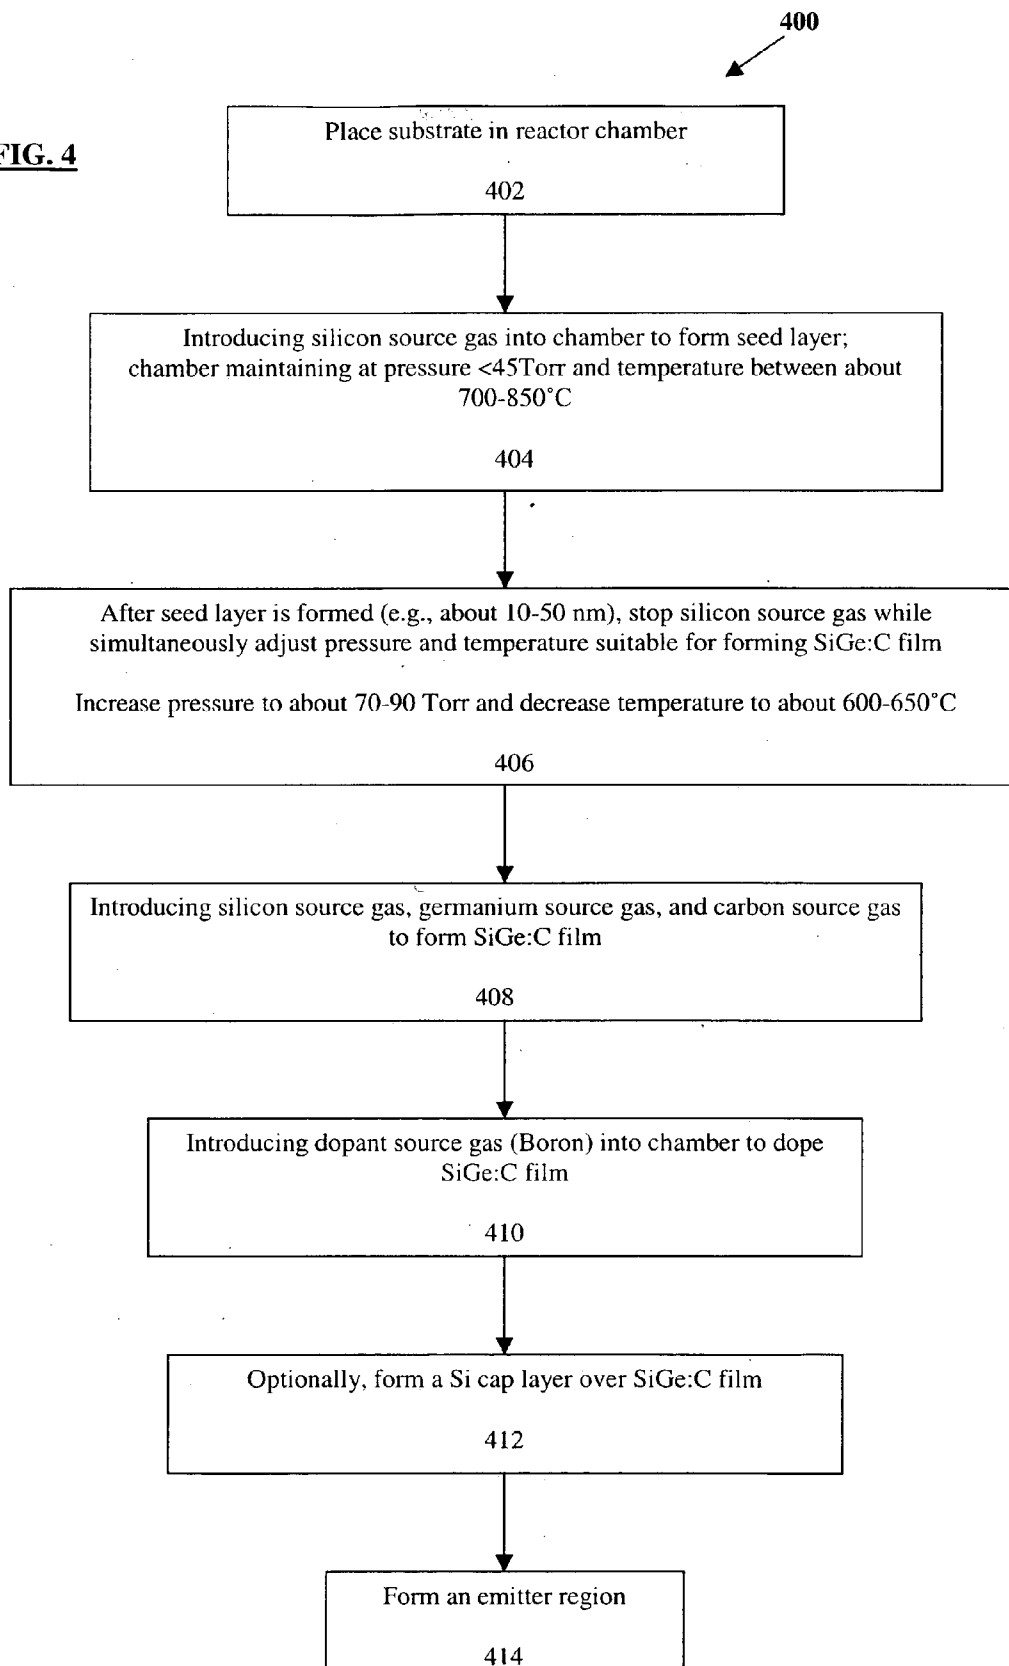 400
FIG. 4
Place substrate in reactor chamber
402
Introducing silicon source gas into chamber to form seed layer;
chamber maintaining at pressure <45Torr and temperature between about
700-850°C
404
After seed layer is formed (e.g., about 10-50 nm), stop silicon source gas while
simultaneously adjust pressure and temperature suitable for forming SiGe:C film
Increase pressure to about 70-90 Torr and decrease temperature to about 600-650°C
406
Introducing silicon source gas, germanium source gas, and carbon source gas
to form SiGe:C film
408
Introducing dopant source gas (Boron) into chamber to dope
SiGe:C film
410
Optionally, form a Si cap layer over SiGe:C film
412
Form an emitter region
414